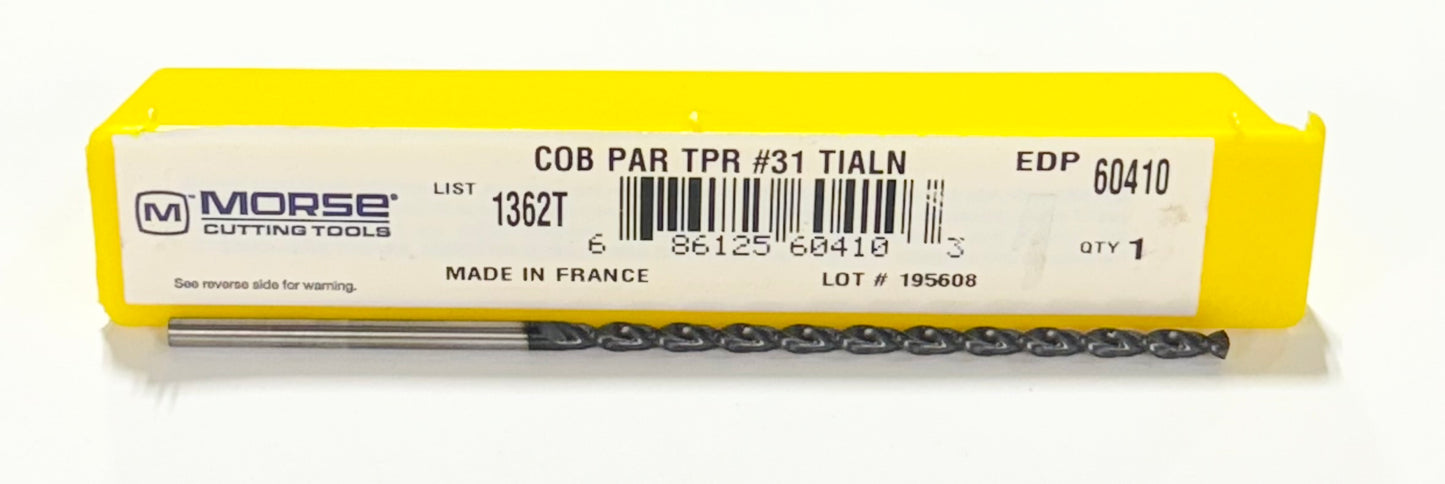 COB PAR TPR #31 TIALN
EDP 60410
M™ MORSE®
CUTTING TOOLS
LIST 1362T
6 86125 60410 3
QTY 1
MADE IN FRANCE
LOT # 195608
See reverse side for warning.